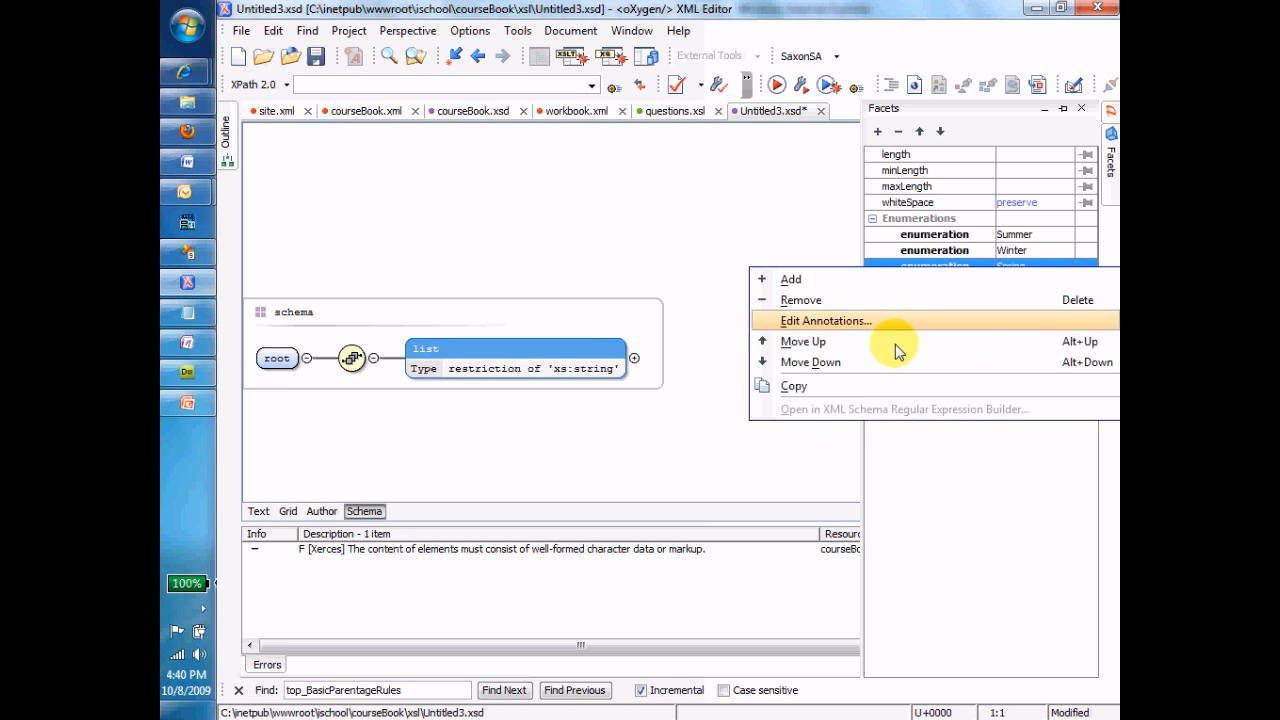 Untitled3.xsd [C:\inetpub\wwwroot\ischool\courseBook\xsl\Untitled3.xsd] - <oXygen/> XML Editor
File Edit Find Project Perspective Options Tools Document Window Help
External Tools SaxonSA
XPath 2.0
site.xml courseBook.xml courseBook.xsd workbook.xml questions.xsl Untitled3.xsd*
Outline
Facets
Facets
length
minLength
maxLength
whiteSpace preserve
Enumerations
enumeration Summer
enumeration Winter
enumeration Spring
Add
Remove Delete
Edit Annotations...
Move Up Alt+Up
Move Down Alt+Down
Copy
Open in XML Schema Regular Expression Builder...
schema
root
list
Type restriction of 'xs:string'
Text Grid Author Schema
Info Description - 1 item Resourc
F [Xerces] The content of elements must consist of well-formed character data or markup. courseBo
Errors
Find: top_BasicParentageRules Find Next Find Previous Incremental Case sensitive
C:\inetpub\wwwroot\ischool\courseBook\xsl\Untitled3.xsd U+0000 1:1 Modified
100%
4:40 PM
10/8/2009